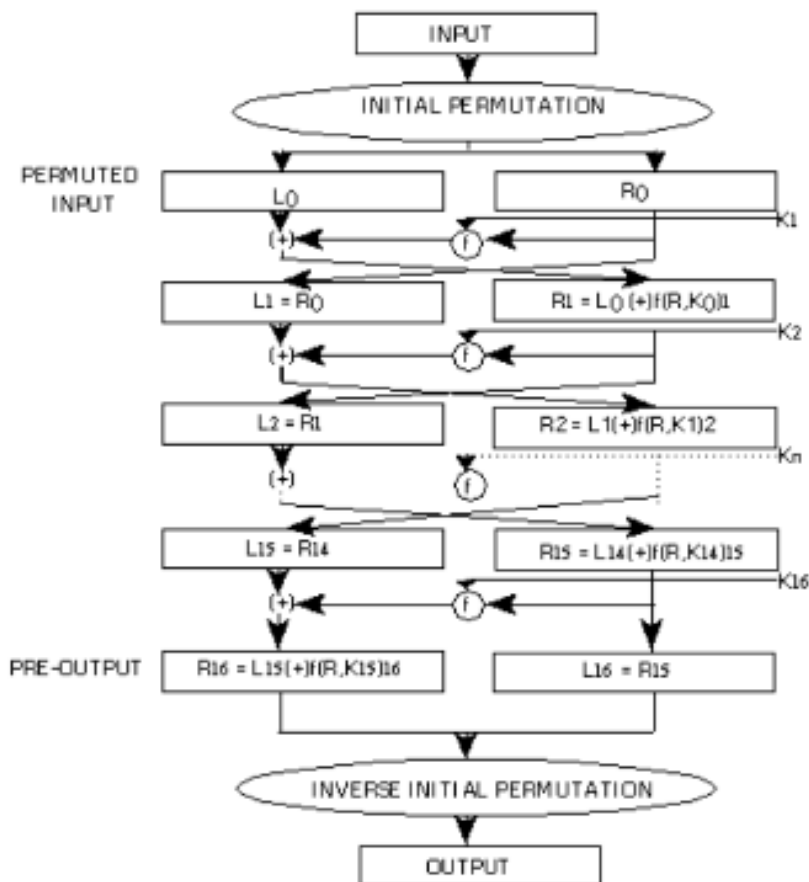 INPUT
INITIAL PERMUTATION
PERMUTED
INPUT
L0
R0
K1
(+)
f
L1 = R0
R1 = L0 (+)f(R,K0)1
K2
(+)
f
L2 = R1
R2 = L1(+)f(R,K1)2
Kn
(+)
f
L15 = R14
R15 = L14(+)f(R,K14)15
K16
(+)
f
PRE-OUTPUT
R16 = L15(+)f(R,K15)16
L16 = R15
INVERSE INITIAL PERMUTATION
OUTPUT